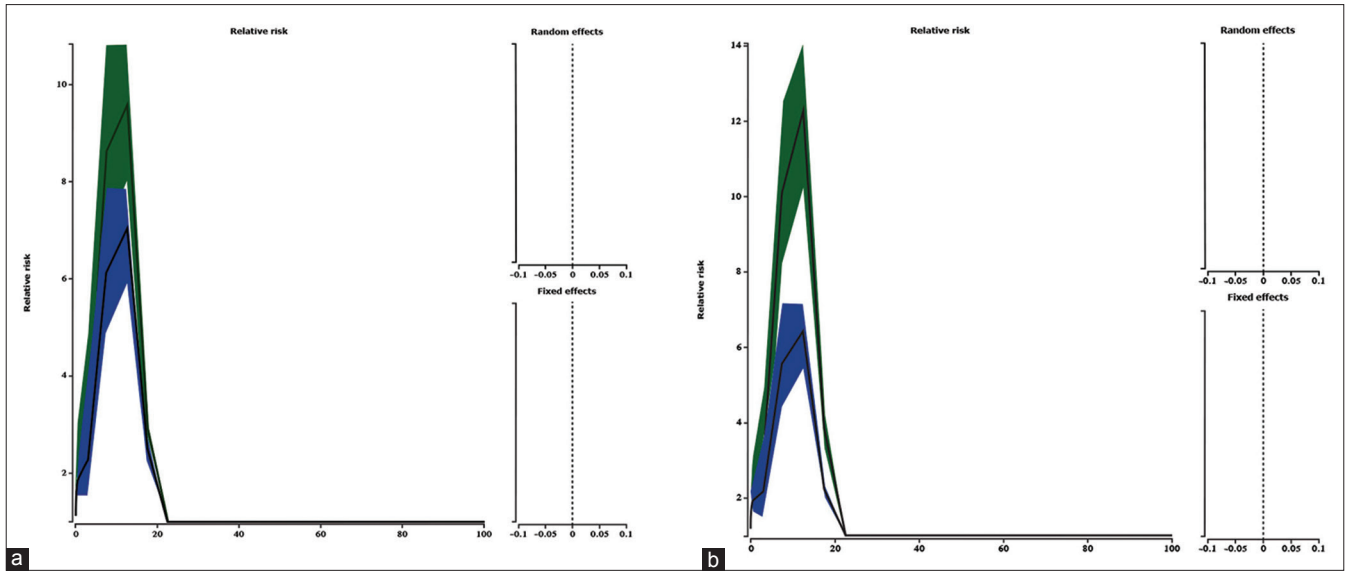 Relative risk
Relative risk
10
8
6
4
2
0 20 40 60 80 100
Random effects
-0.1 -0.05 0 0.05 0.1
Fixed effects
-0.1 -0.05 0 0.05 0.1
a
Relative risk
Relative risk
14
12
10
8
6
4
2
0 20 40 60 80 100
Random effects
-0.1 -0.05 0 0.05 0.1
Fixed effects
-0.1 -0.05 0 0.05 0.1
b